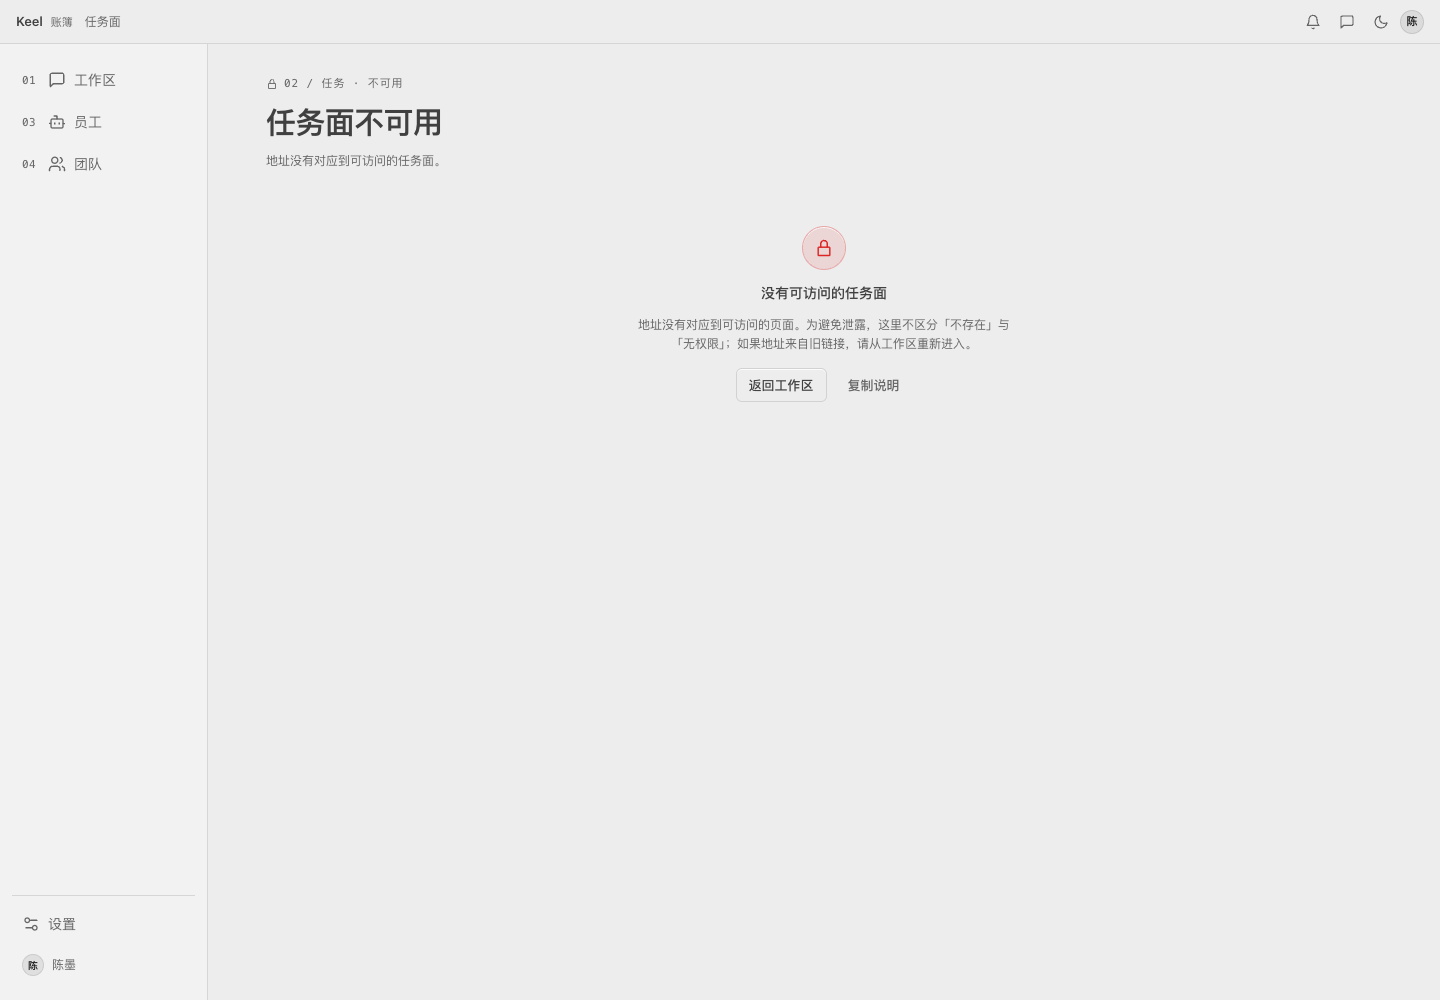 Keel 账簿 任务面
陈
01 工作区
03 员工
04 团队
02 / 任务 · 不可用
任务面不可用
地址没有对应到可访问的任务面。
没有可访问的任务面
地址没有对应到可访问的页面。为避免泄露，这里不区分「不存在」与
「无权限」；如果地址来自旧链接，请从工作区重新进入。
返回工作区 复制说明
设置
陈 陈墨